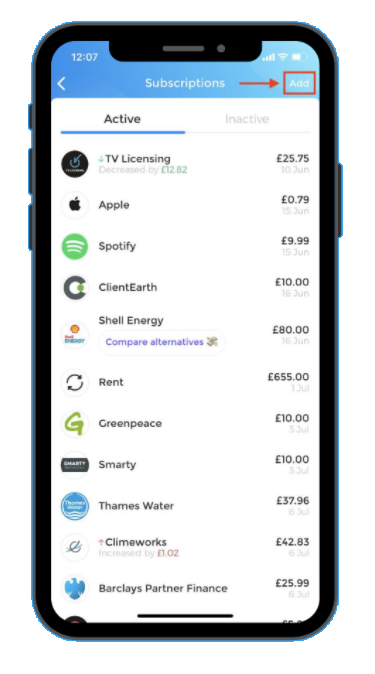 12:07
Subscriptions
Add
Active
Inactive
↓TV Licensing
£25.75
Decreased by £12.82
10 Jun
Apple
£0.79
15 Jun
Spotify
£9.99
15 Jun
ClientEarth
£10.00
16 Jun
Shell Energy
£80.00
Compare alternatives 💸
16 Jun
Rent
£655.00
1 Jul
Greenpeace
£10.00
3 Jul
SMARTY
Smarty
£10.00
3 Jul
Thames Water
Thames Water
£37.96
6 Jul
↑Climeworks
£42.83
Increased by £1.02
6 Jul
Barclays Partner Finance
£25.99
6 Jul